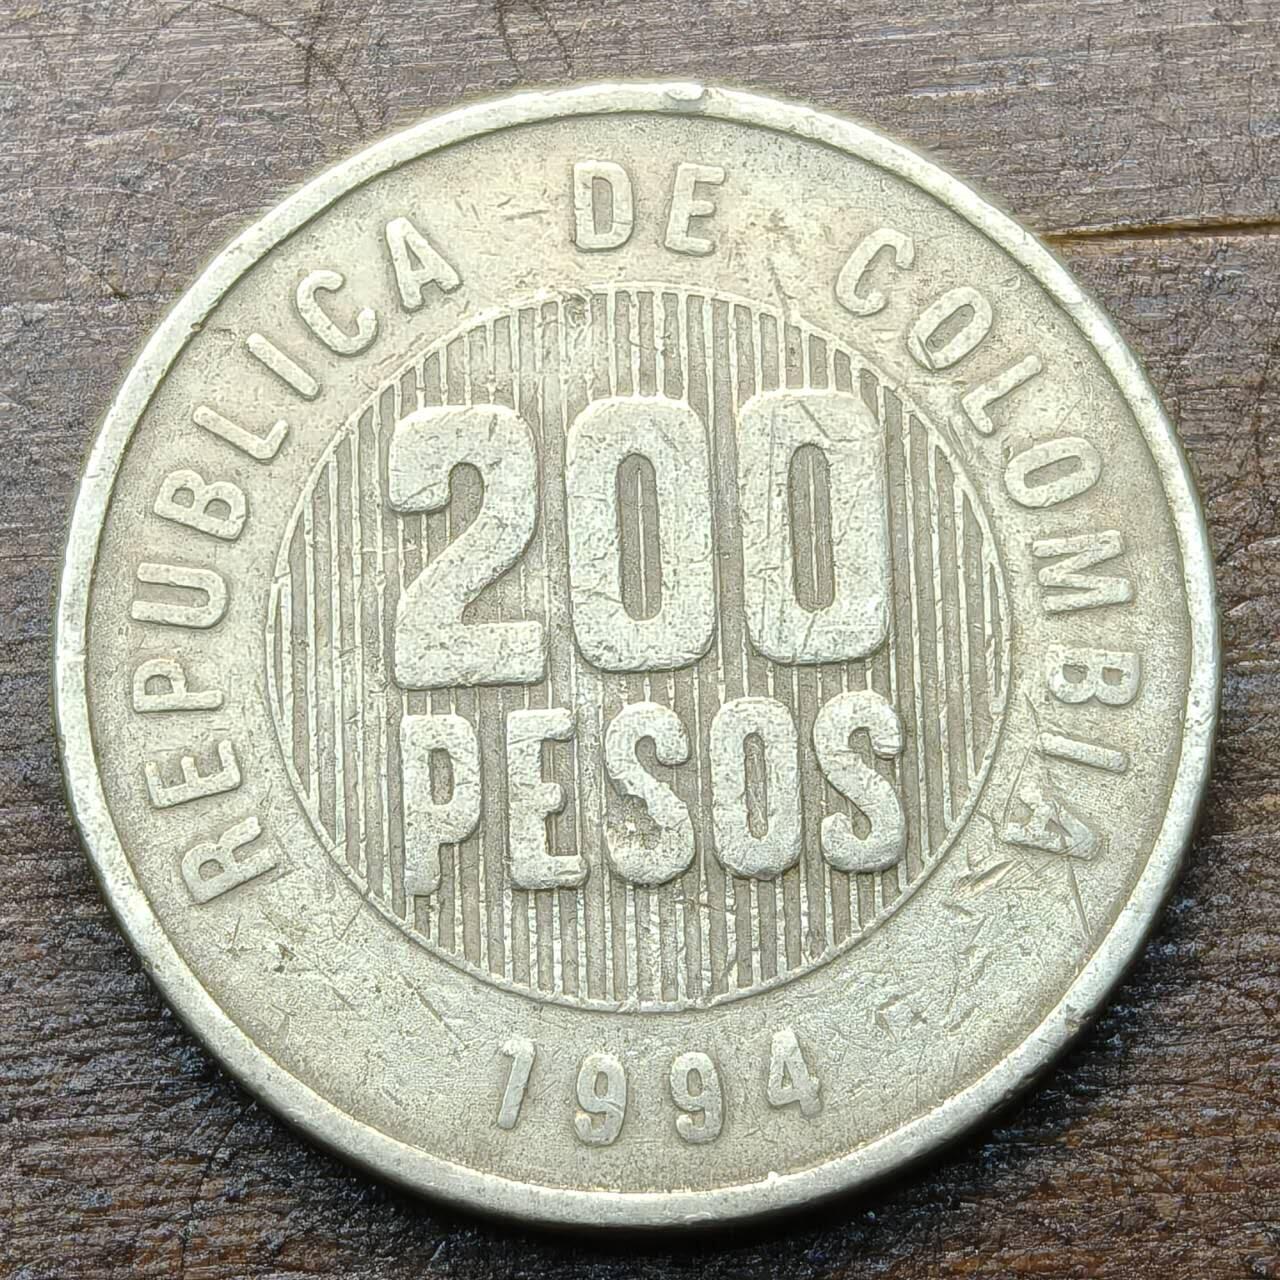 REPUBLICA DE COLOMBIA
200
PESOS
1994